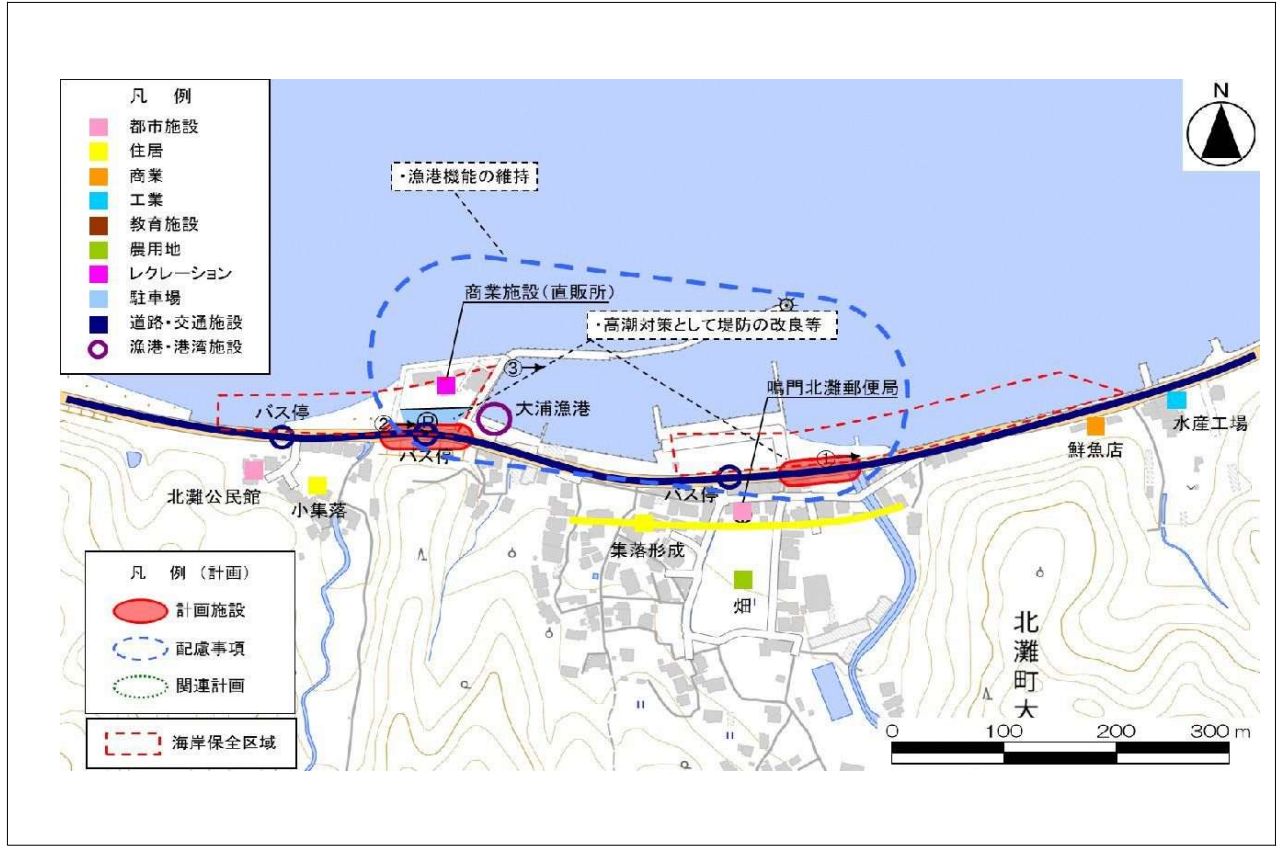 凡 例
都市施設
住居
商業
工業
教育施設
農用地
レクレーション
駐車場
道路・交通施設
漁港・港湾施設
N
・漁港機能の維持
商業施設(直販所)
・高潮対策として堤防の改良等
③
鳴門北灘郵便局
バス停
②
P
大浦漁港
バス停
①
水産工場
鮮魚店
北灘公民館
小集落
バス停
集落形成
畑
凡 例 (計画)
計画施設
配慮事項
関連計画
海岸保全区域
北灘町大
0 100 200 300 m